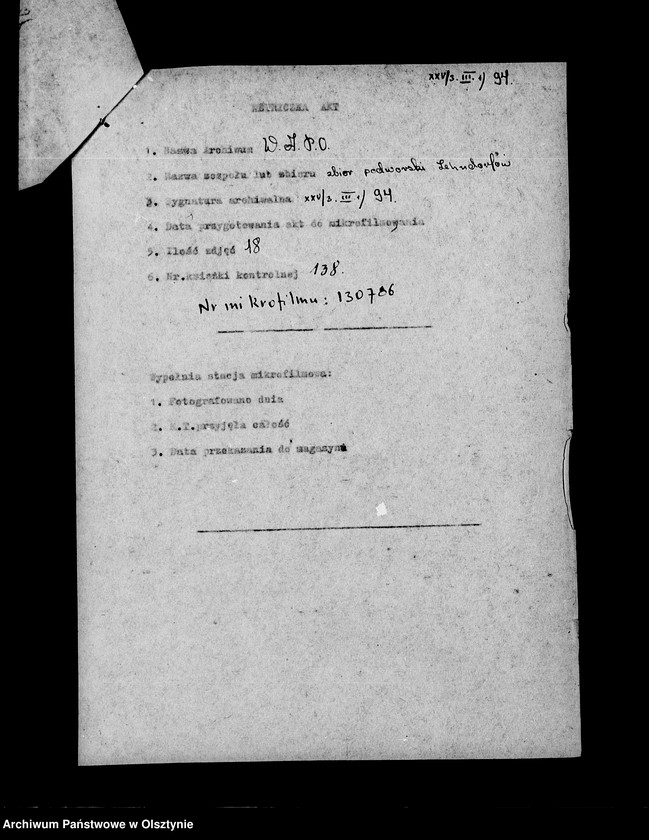 XXV/3. III. 1) 94.
METRYCZKA AKT
1. Nazwa Archiwum W.A.P.O.
2. Nazwa zespołu lub zbioru zbiór podworski Lehndorfów
3. Sygnatura archiwalna XXV/3. III 1) 94.
4. Data przygotowania akt do mikrofilmowania
5. Ilość zdjęć 18
6. Nr.książki kontrolnej 138.
Nr mikrofilmu: 130786
Wypełnia stacja mikrofilmowa:
1. Fotografowano dnia
2. K.T.przyjęła całość
3. Data przekazania do magazynu
Archiwum Państwowe w Olsztynie